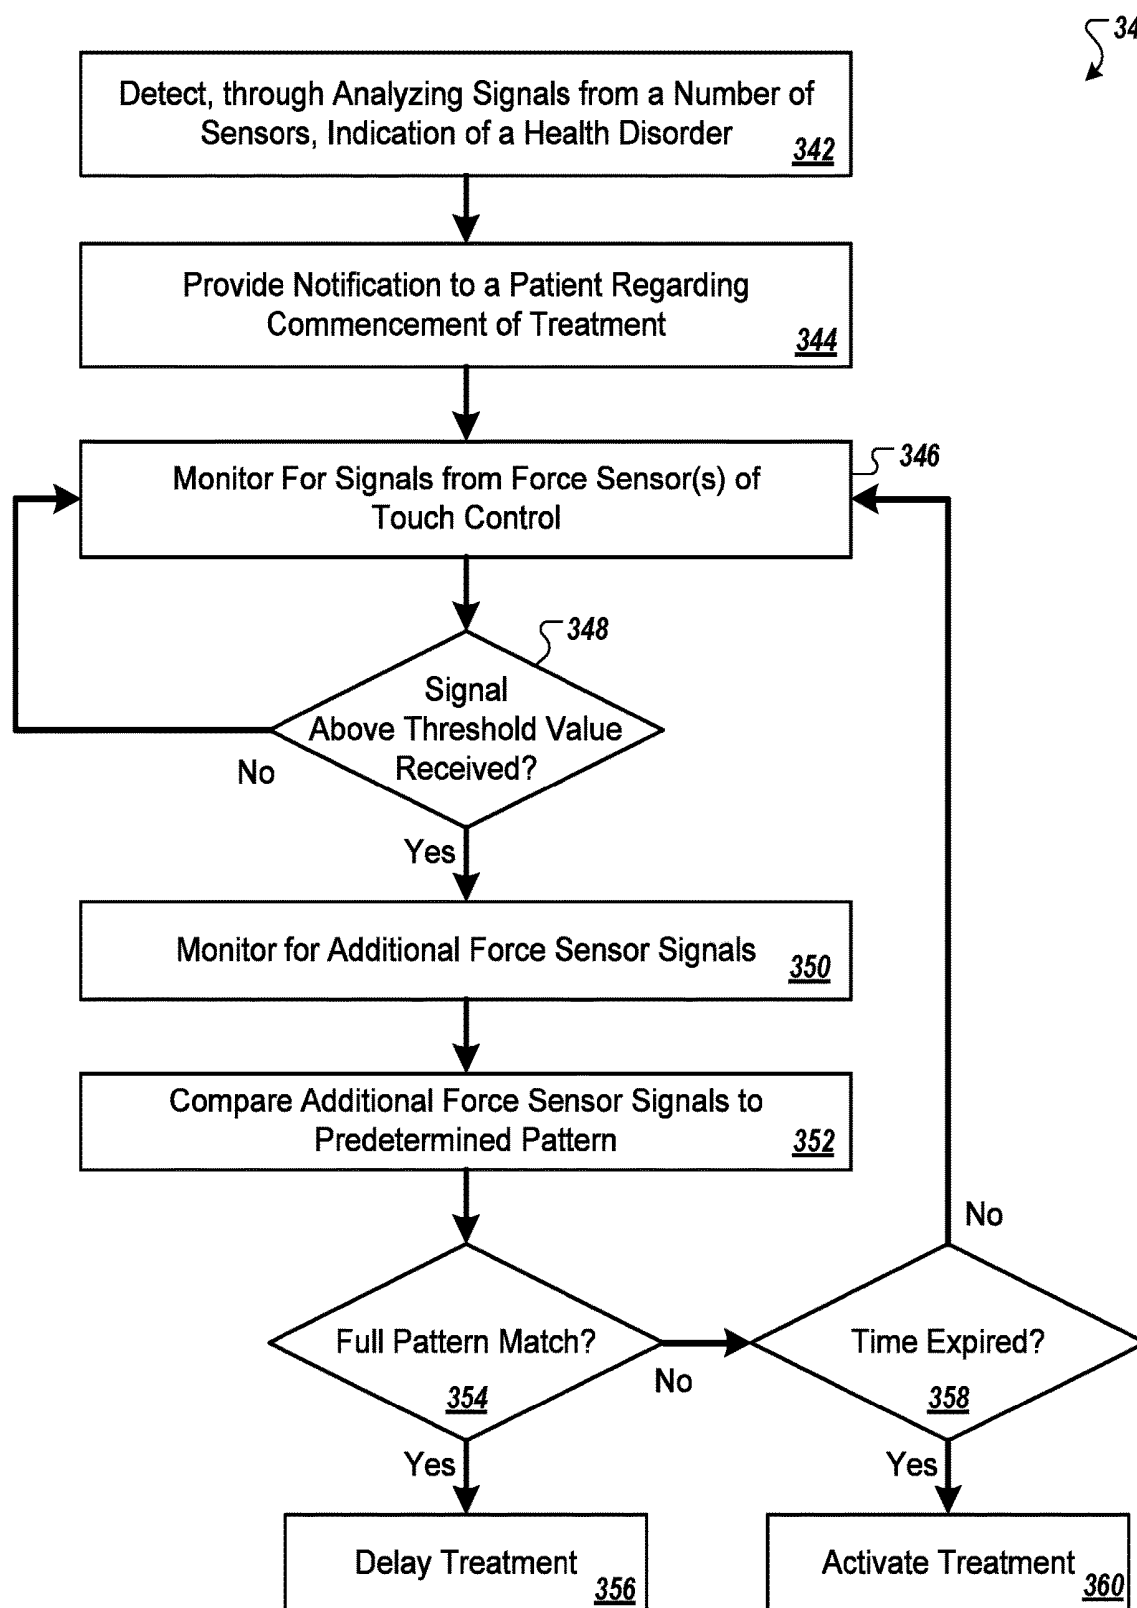 34
Detect, through Analyzing Signals from a Number of
Sensors, Indication of a Health Disorder
342
Provide Notification to a Patient Regarding
Commencement of Treatment
344
Monitor For Signals from Force Sensor(s) of
Touch Control
346
348
Signal
Above Threshold Value
Received?
No
Yes
Monitor for Additional Force Sensor Signals
350
Compare Additional Force Sensor Signals to
Predetermined Pattern
352
No
Full Pattern Match?
354
No
Time Expired?
358
Yes
Yes
Delay Treatment
356
Activate Treatment
360